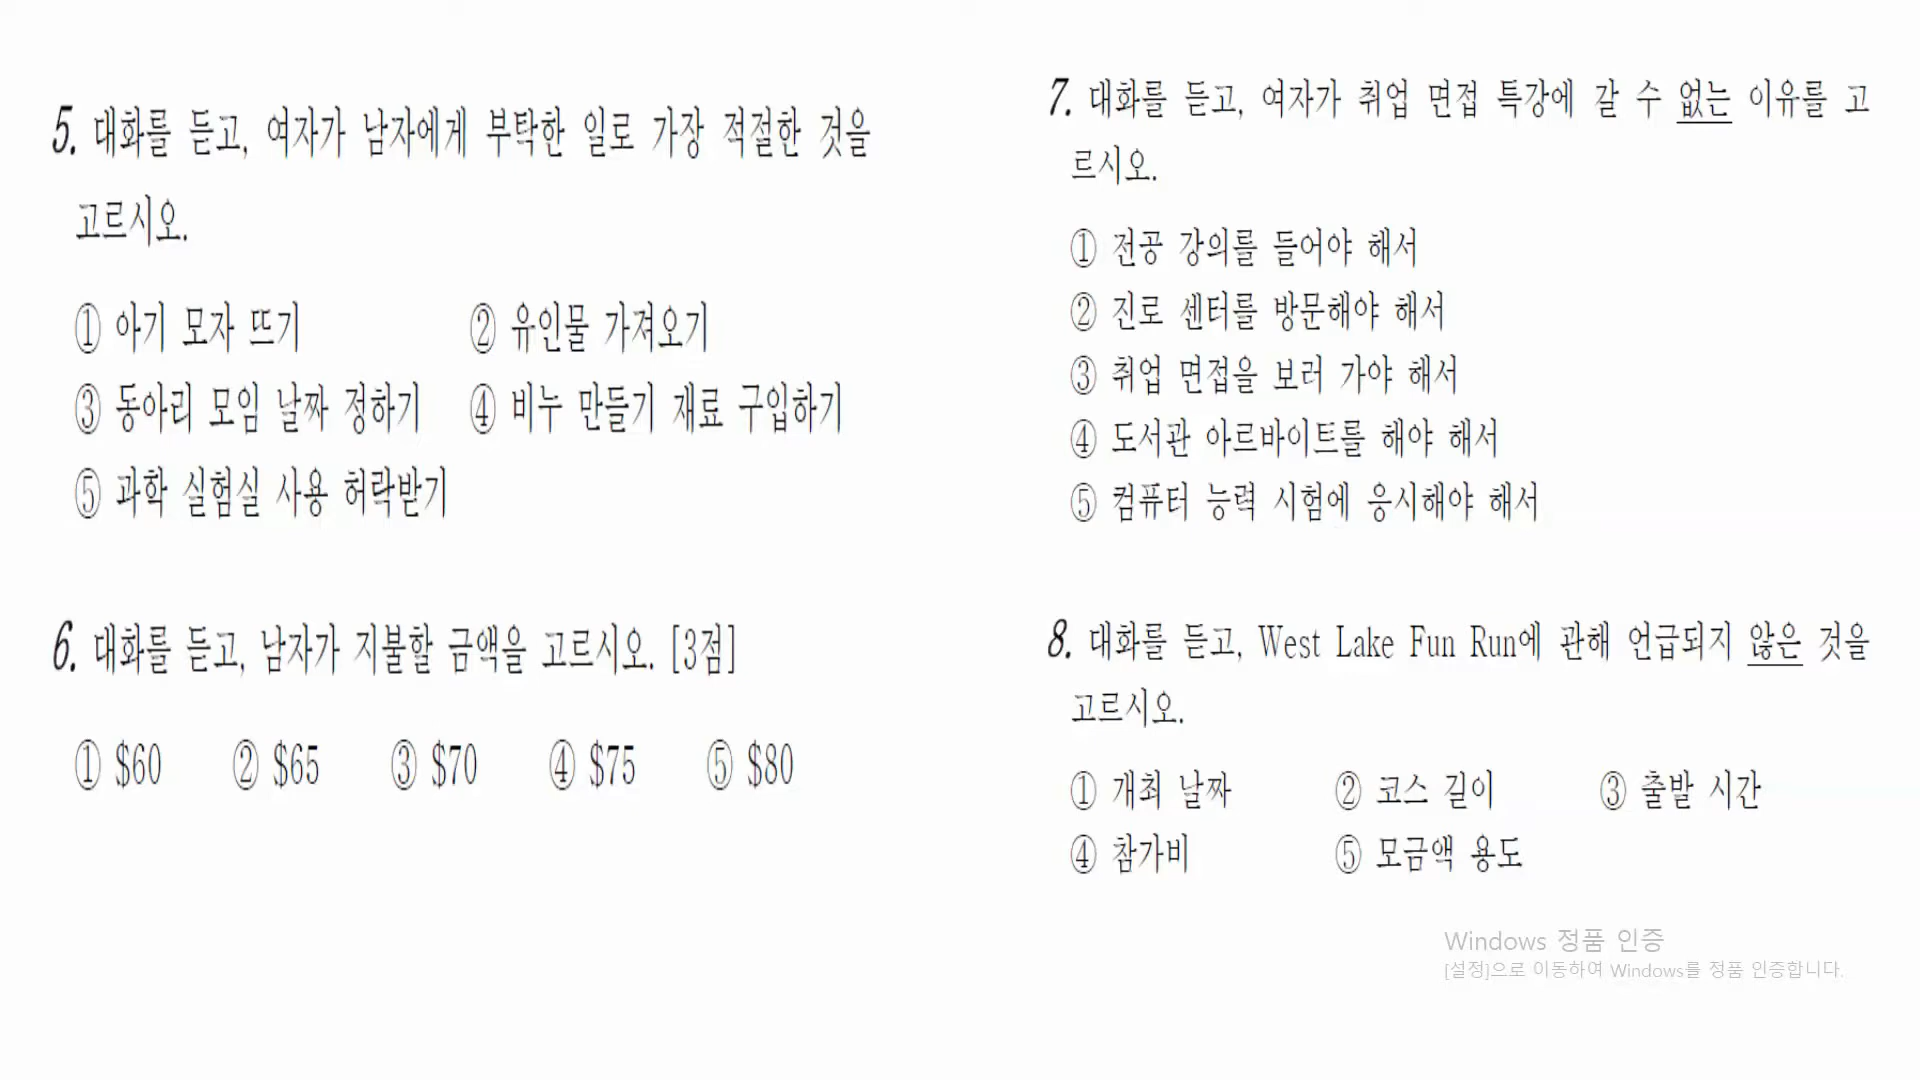 5. 대화를 듣고, 여자가 남자에게 부탁한 일로 가장 적절한 것을
고르시오.
① 아기 모자 뜨기 ② 유인물 가져오기
③ 동아리 모임 날짜 정하기 ④ 비누 만들기 재료 구입하기
⑤ 과학 실험실 사용 허락받기
6. 대화를 듣고, 남자가 지불할 금액을 고르시오. [3점]
① $60 ② $65 ③ $70 ④ $75 ⑤ $80
7. 대화를 듣고, 여자가 취업 면접 특강에 갈 수 없는 이유를 고
르시오.
① 전공 강의를 들어야 해서
② 진로 센터를 방문해야 해서
③ 취업 면접을 보러 가야 해서
④ 도서관 아르바이트를 해야 해서
⑤ 컴퓨터 능력 시험에 응시해야 해서
8. 대화를 듣고, West Lake Fun Run에 관해 언급되지 않은 것을
고르시오.
① 개최 날짜 ② 코스 길이 ③ 출발 시간
④ 참가비 ⑤ 모금액 용도
Windows 정품 인증
[설정]으로 이동하여 Windows를 정품 인증합니다.